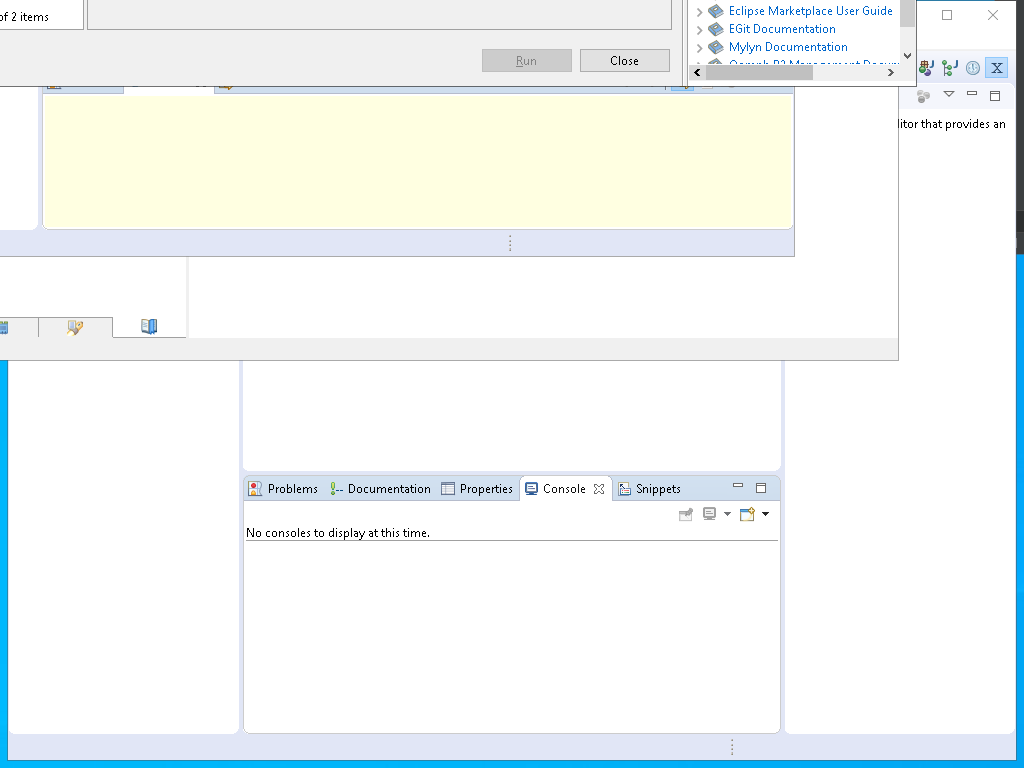 of 2 items
Run
Close
Eclipse Marketplace User Guide
EGit Documentation
Mylyn Documentation
X
litor that provides an
Problems
Documentation
Properties
Console
Snippets
No consoles to display at this time.